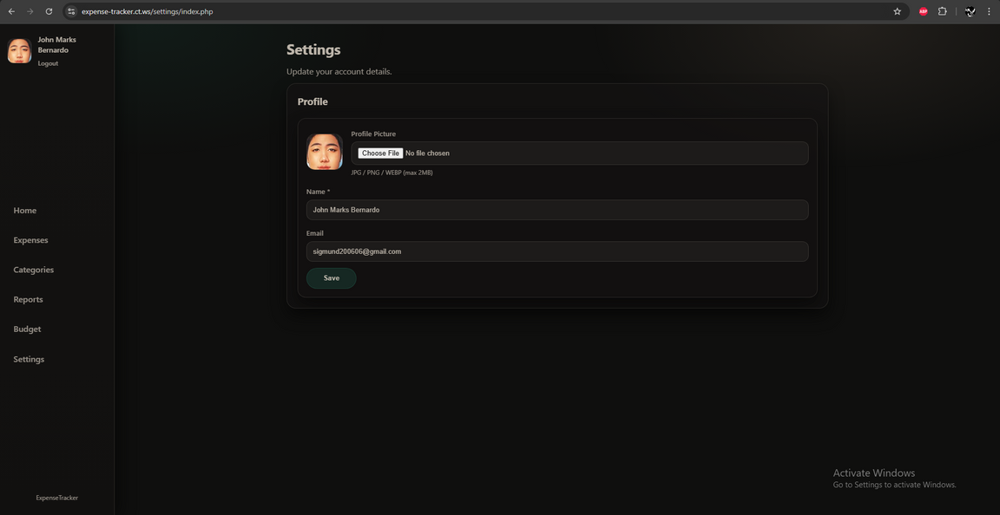 expense-tracker.ct.ws/settings/index.php
ABP
John Marks
Bernardo
Logout
Home
Expenses
Categories
Reports
Budget
Settings
ExpenseTracker
Settings
Update your account details.
Profile
Profile Picture
Choose File No file chosen
JPG / PNG / WEBP (max 2MB)
Name *
John Marks Bernardo
Email
sigmund200606@gmail.com
Save
Activate Windows
Go to Settings to activate Windows.